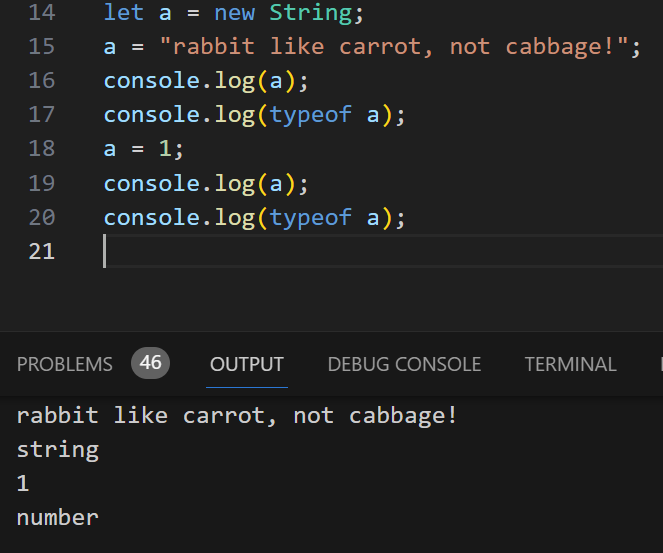 14 let a = new String;
15 a = "rabbit like carrot, not cabbage!";
16 console.log(a);
17 console.log(typeof a);
18 a = 1;
19 console.log(a);
20 console.log(typeof a);
21
PROBLEMS 46 OUTPUT DEBUG CONSOLE TERMINAL
rabbit like carrot, not cabbage!
string
1
number